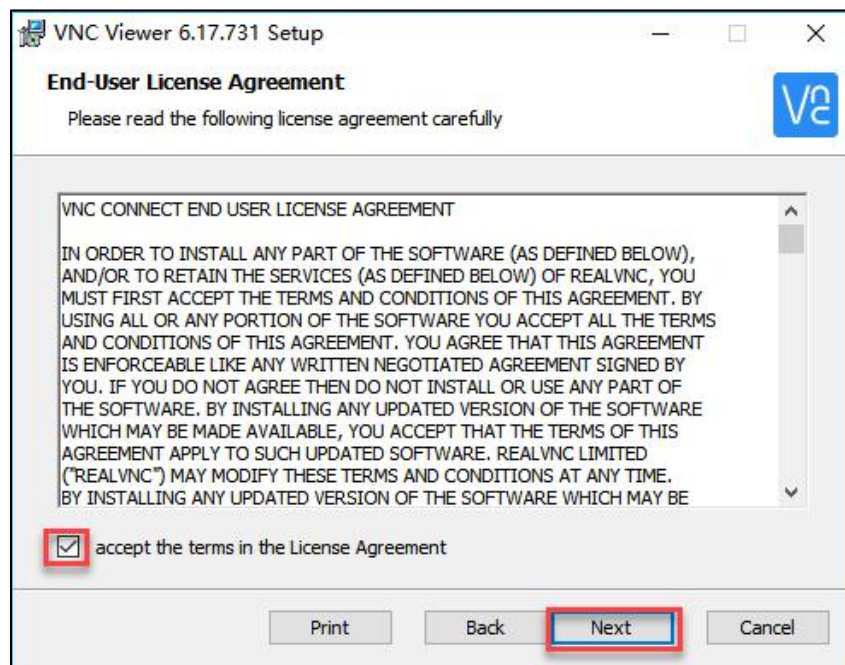 VNC Viewer 6.17.731 Setup
End-User License Agreement
Please read the following license agreement carefully
VNC CONNECT END USER LICENSE AGREEMENT
IN ORDER TO INSTALL ANY PART OF THE SOFTWARE (AS DEFINED BELOW),
AND/OR TO RETAIN THE SERVICES (AS DEFINED BELOW) OF REALVNC, YOU
MUST FIRST ACCEPT THE TERMS AND CONDITIONS OF THIS AGREEMENT. BY
USING ALL OR ANY PORTION OF THE SOFTWARE YOU ACCEPT ALL THE TERMS
AND CONDITIONS OF THIS AGREEMENT. YOU AGREE THAT THIS AGREEMENT
IS ENFORCEABLE LIKE ANY WRITTEN NEGOTIATED AGREEMENT SIGNED BY
YOU. IF YOU DO NOT AGREE THEN DO NOT INSTALL OR USE ANY PART OF
THE SOFTWARE. BY INSTALLING ANY UPDATED VERSION OF THE SOFTWARE
WHICH MAY BE MADE AVAILABLE, YOU ACCEPT THAT THE TERMS OF THIS
AGREEMENT APPLY TO SUCH UPDATED SOFTWARE. REALVNC LIMITED
("REALVNC") MAY MODIFY THESE TERMS AND CONDITIONS AT ANY TIME.
BY INSTALLING ANY UPDATED VERSION OF THE SOFTWARE WHICH MAY BE
accept the terms in the License Agreement
Print Back Next Cancel
VNC